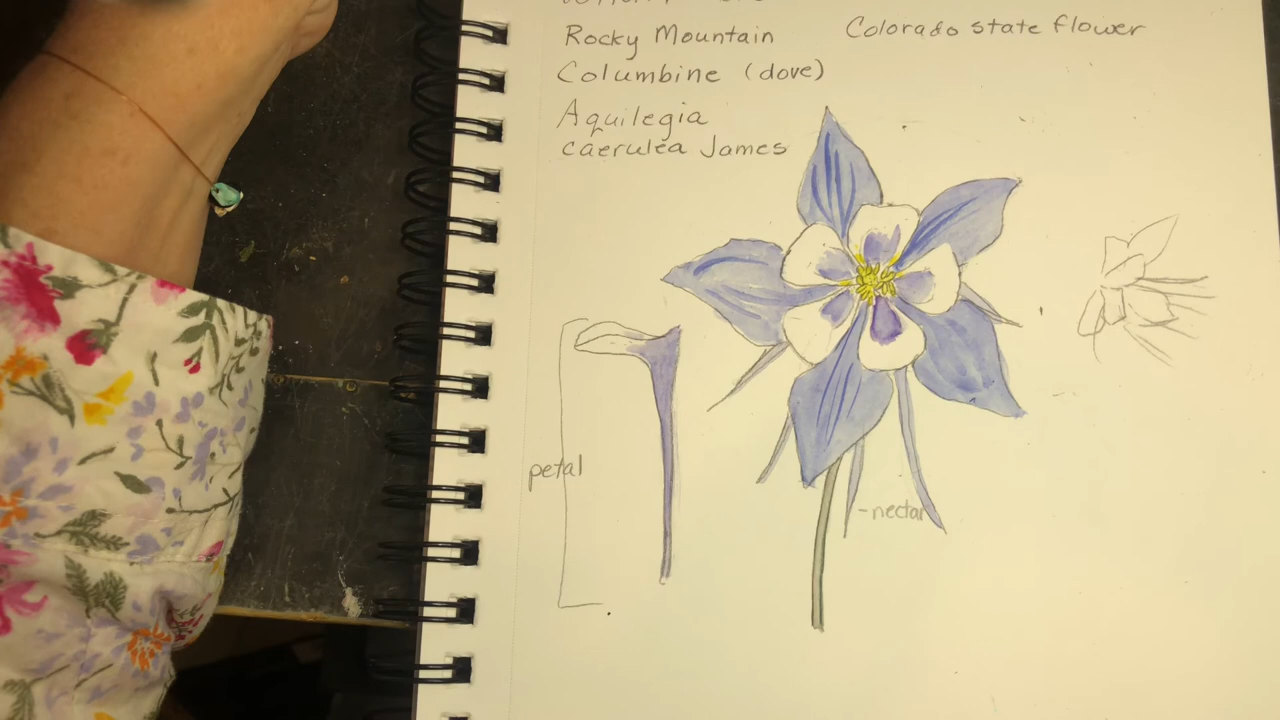 Rocky Mountain
Colorado state flower
Columbine (dove)
Aquilegia
caerulea James
petal
-nectar